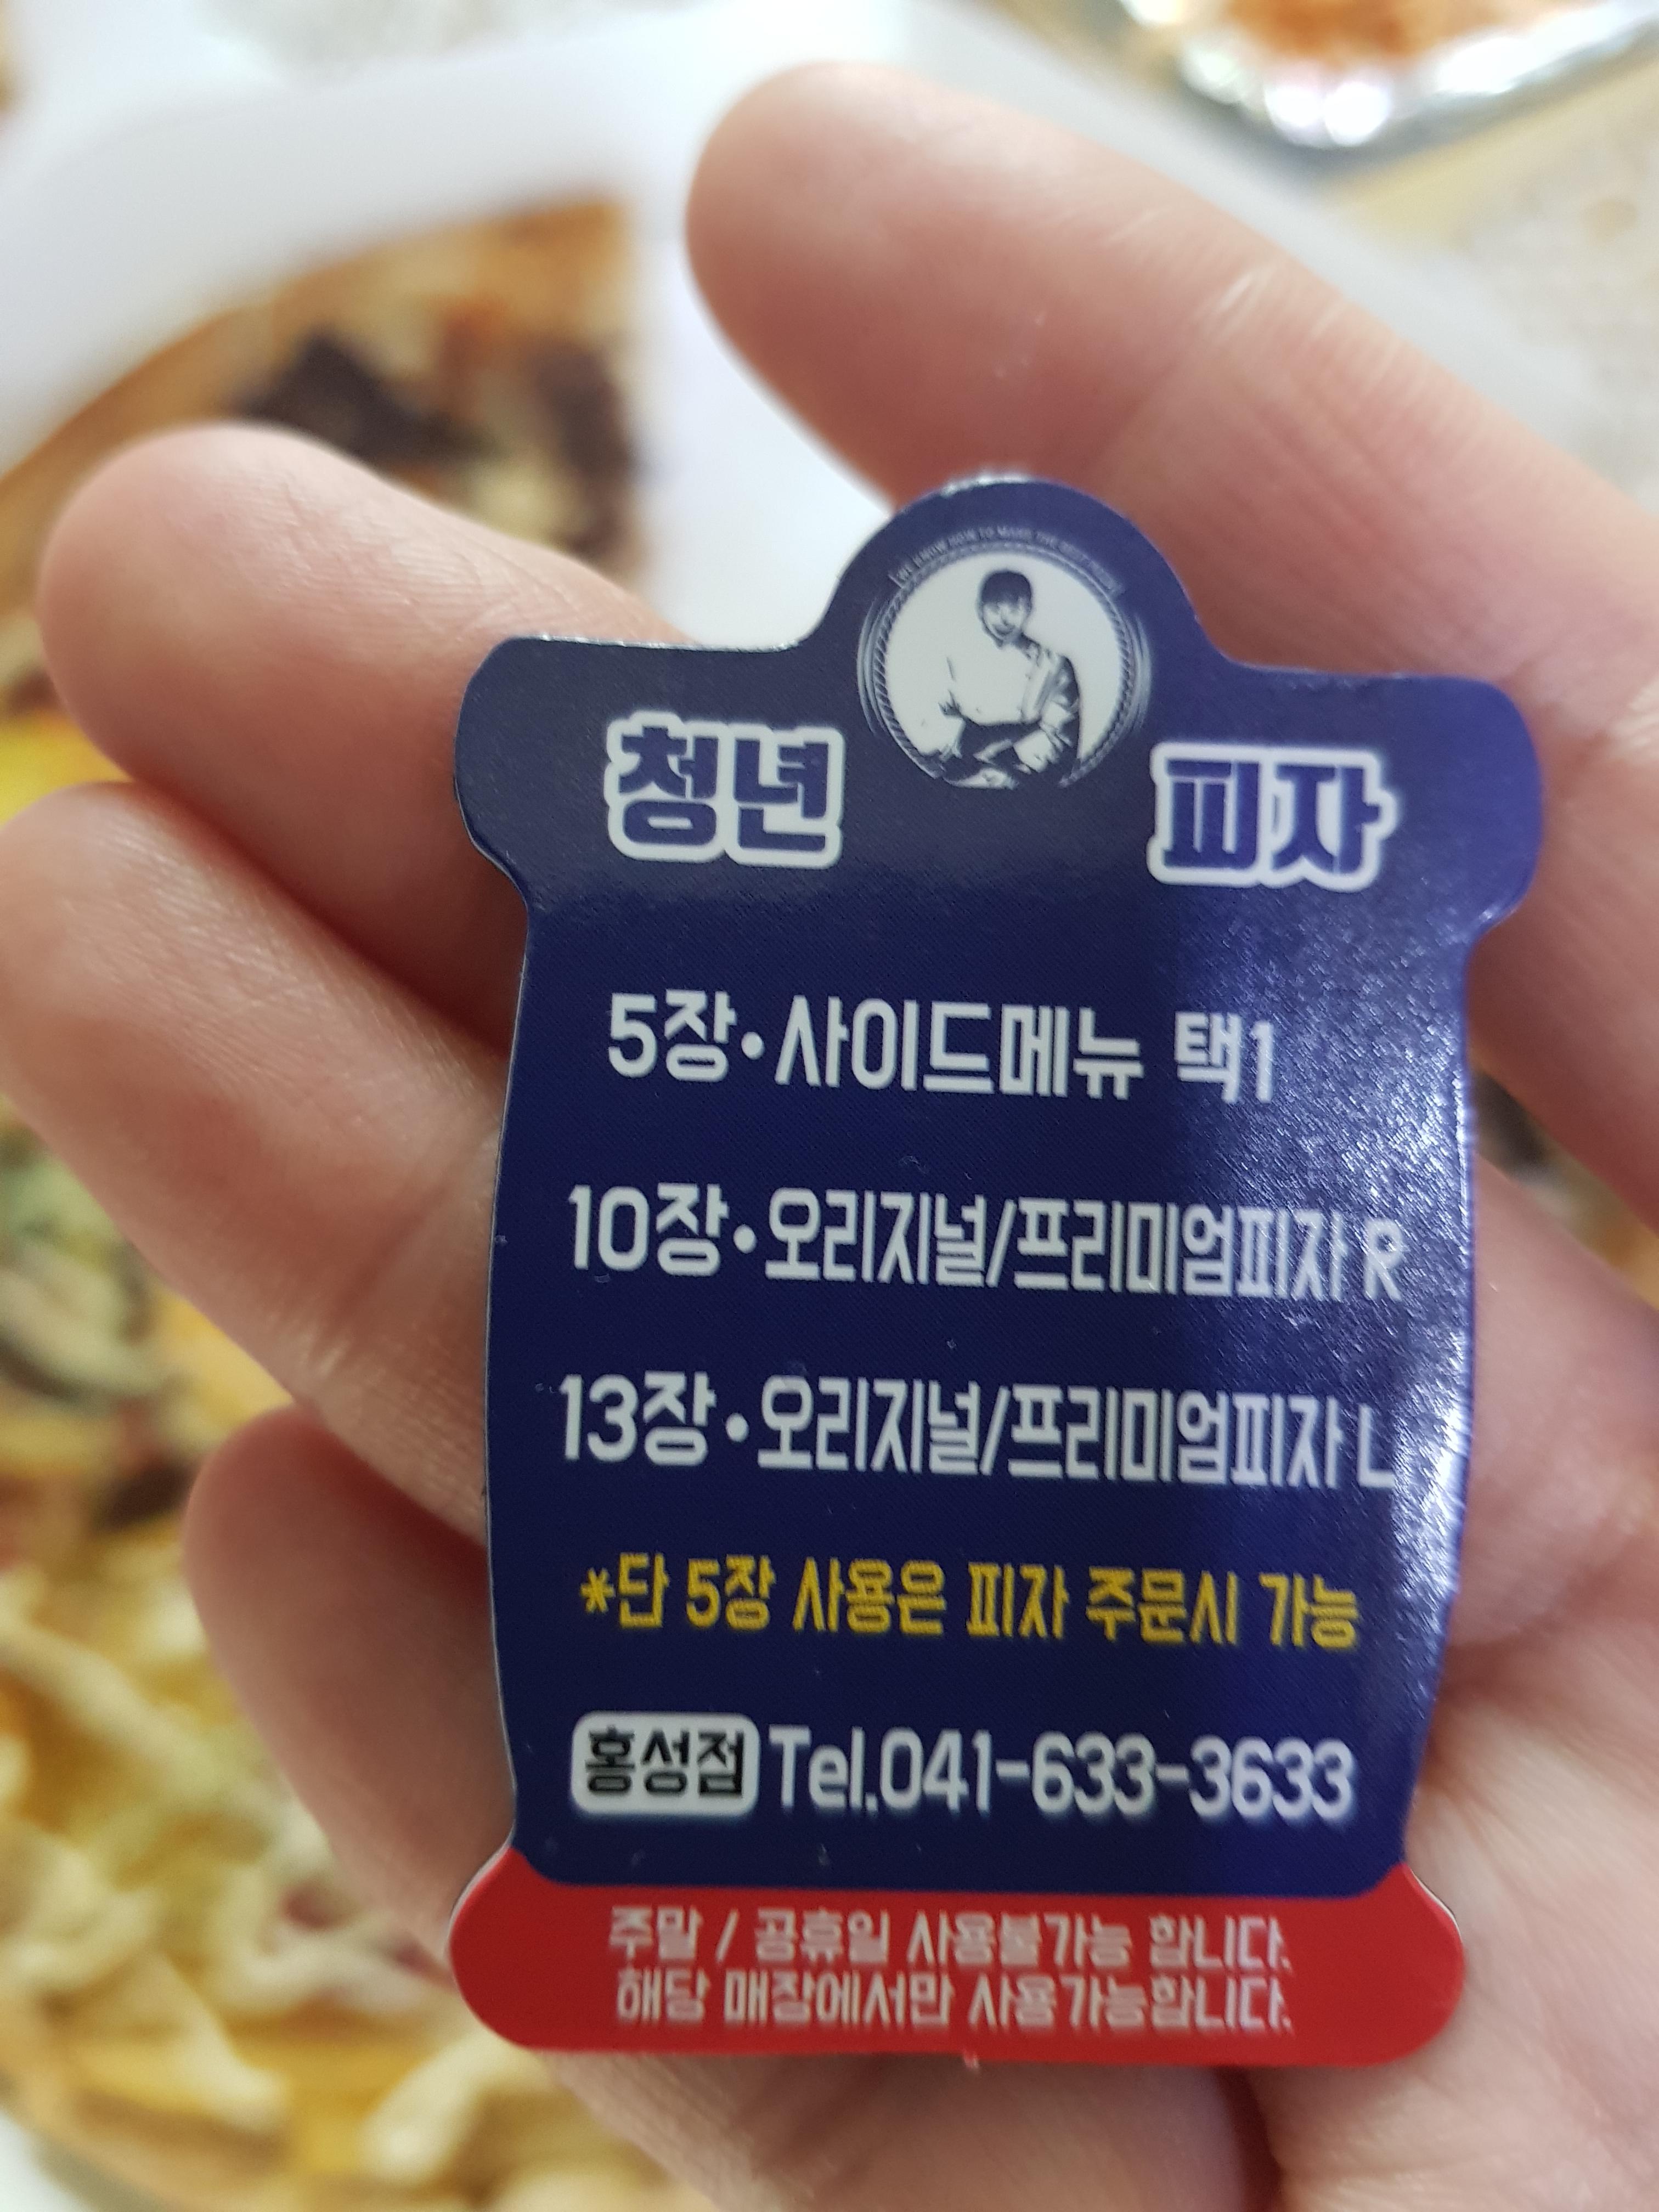 청년 피자
5장·사이드메뉴 택1
10장·오리지널/프리미엄피자 R
13장·오리지널/프리미엄피자 L
*단 5장 사용은 피자 주문시 가능
홍성점 Tel.041-633-3633
주말 / 공휴일 사용불가능 합니다.
해당 매장에서만 사용가능합니다.